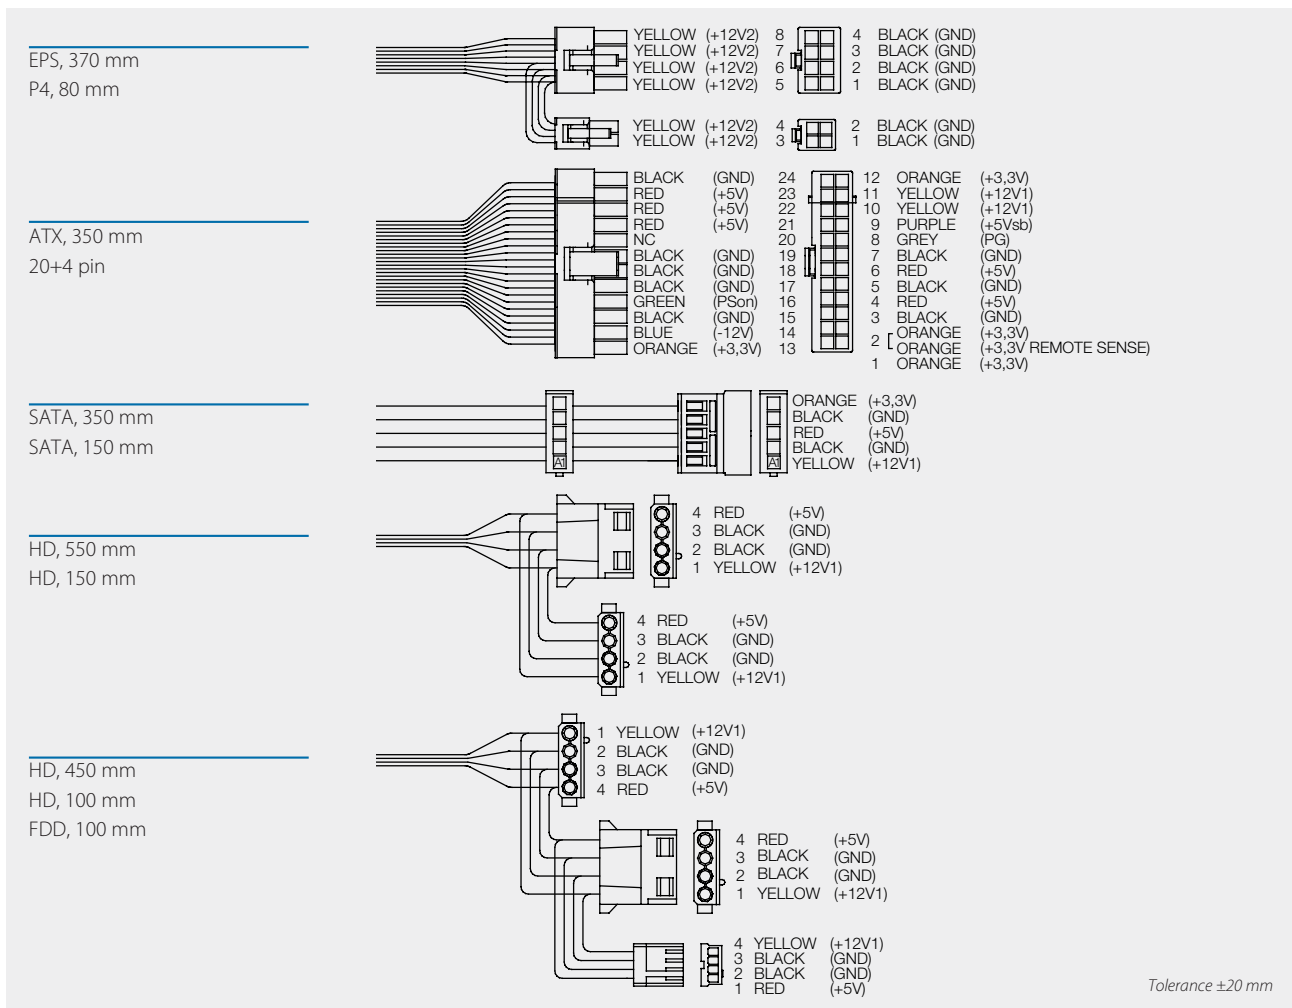 EPS, 370 mm
P4, 80 mm
YELLOW (+12V2) 8 4 BLACK (GND)
YELLOW (+12V2) 7 3 BLACK (GND)
YELLOW (+12V2) 6 2 BLACK (GND)
YELLOW (+12V2) 5 1 BLACK (GND)
YELLOW (+12V2) 4 2 BLACK (GND)
YELLOW (+12V2) 3 1 BLACK (GND)
ATX, 350 mm
20+4 pin
BLACK (GND) 24 12 ORANGE (+3,3V)
RED (+5V) 23 11 YELLOW (+12V1)
RED (+5V) 22 10 YELLOW (+12V1)
RED (+5V) 21 9 PURPLE (+5Vsb)
NC 20 8 GREY (PG)
BLACK (GND) 19 7 BLACK (GND)
BLACK (GND) 18 6 RED (+5V)
BLACK (GND) 17 5 BLACK (GND)
GREEN (PSon) 16 4 RED (+5V)
BLACK (GND) 15 3 BLACK (GND)
BLUE (-12V) 14 2 ORANGE (+3,3V)
ORANGE (+3,3V) 13 ORANGE (+3,3V REMOTE SENSE)
1 ORANGE (+3,3V)
SATA, 350 mm
SATA, 150 mm
A1
A1
ORANGE (+3,3V)
BLACK (GND)
RED (+5V)
BLACK (GND)
YELLOW (+12V1)
HD, 550 mm
HD, 150 mm
4 RED (+5V)
3 BLACK (GND)
2 BLACK (GND)
1 YELLOW (+12V1)
4 RED (+5V)
3 BLACK (GND)
2 BLACK (GND)
1 YELLOW (+12V1)
HD, 450 mm
HD, 100 mm
FDD, 100 mm
1 YELLOW (+12V1)
2 BLACK (GND)
3 BLACK (GND)
4 RED (+5V)
4 RED (+5V)
3 BLACK (GND)
2 BLACK (GND)
1 YELLOW (+12V1)
4 YELLOW (+12V1)
3 BLACK (GND)
2 BLACK (GND)
1 RED (+5V)
Tolerance ±20 mm